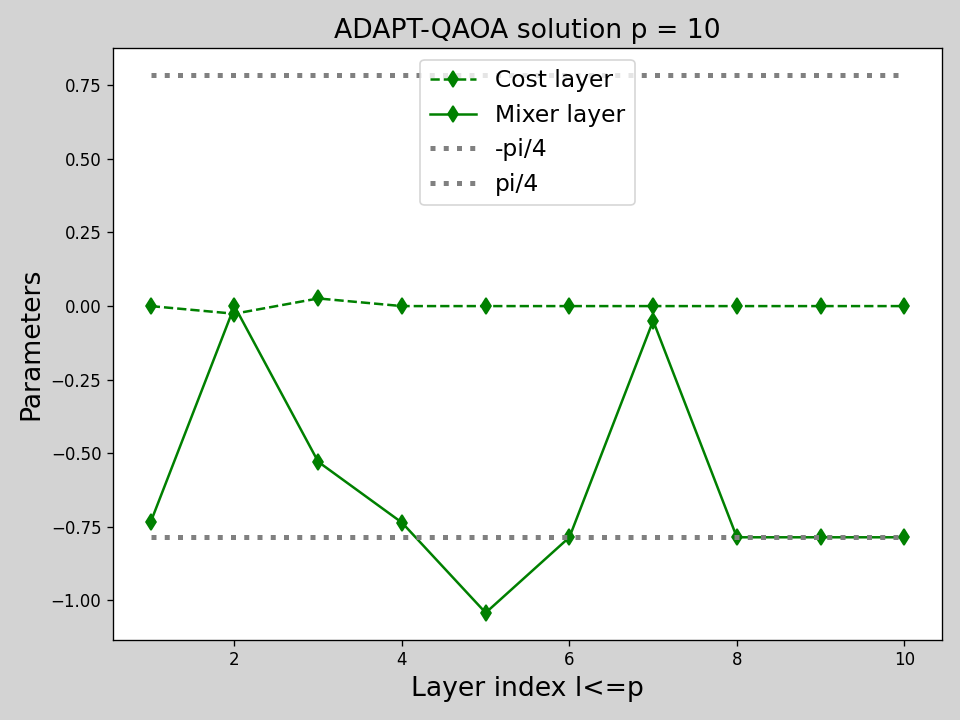 ADAPT-QAOA solution p = 10
Cost layer
Mixer layer
-pi/4
pi/4
0.75
0.50
0.25
0.00
−0.25
−0.50
−0.75
−1.00
Parameters
2 4 6 8 10
Layer index l<=p